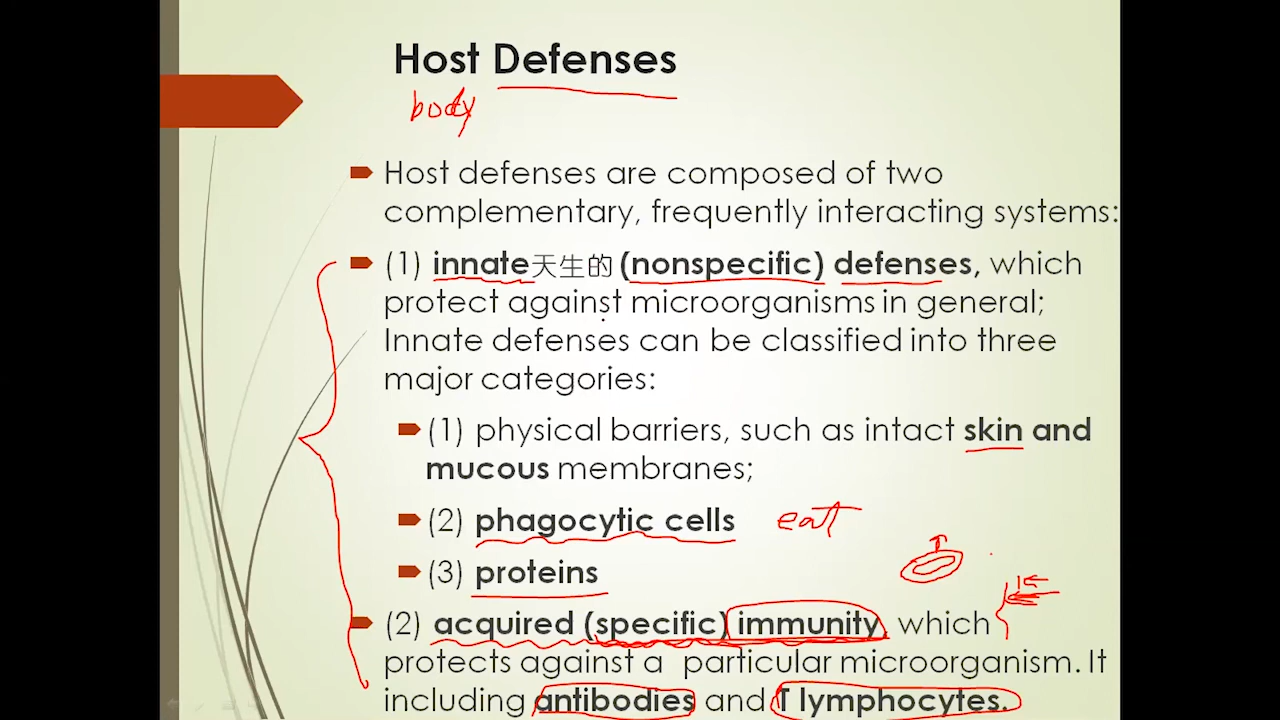 Host Defenses
body
Host defenses are composed of two
complementary, frequently interacting systems:
(1) innate天生的 (nonspecific) defenses, which
protect against microorganisms in general;
Innate defenses can be classified into three
major categories:
(1) physical barriers, such as intact skin and
mucous membranes;
(2) phagocytic cells eat
(3) proteins
(2) acquired (specific) immunity, which
protects against a particular microorganism. It
including antibodies and T lymphocytes.